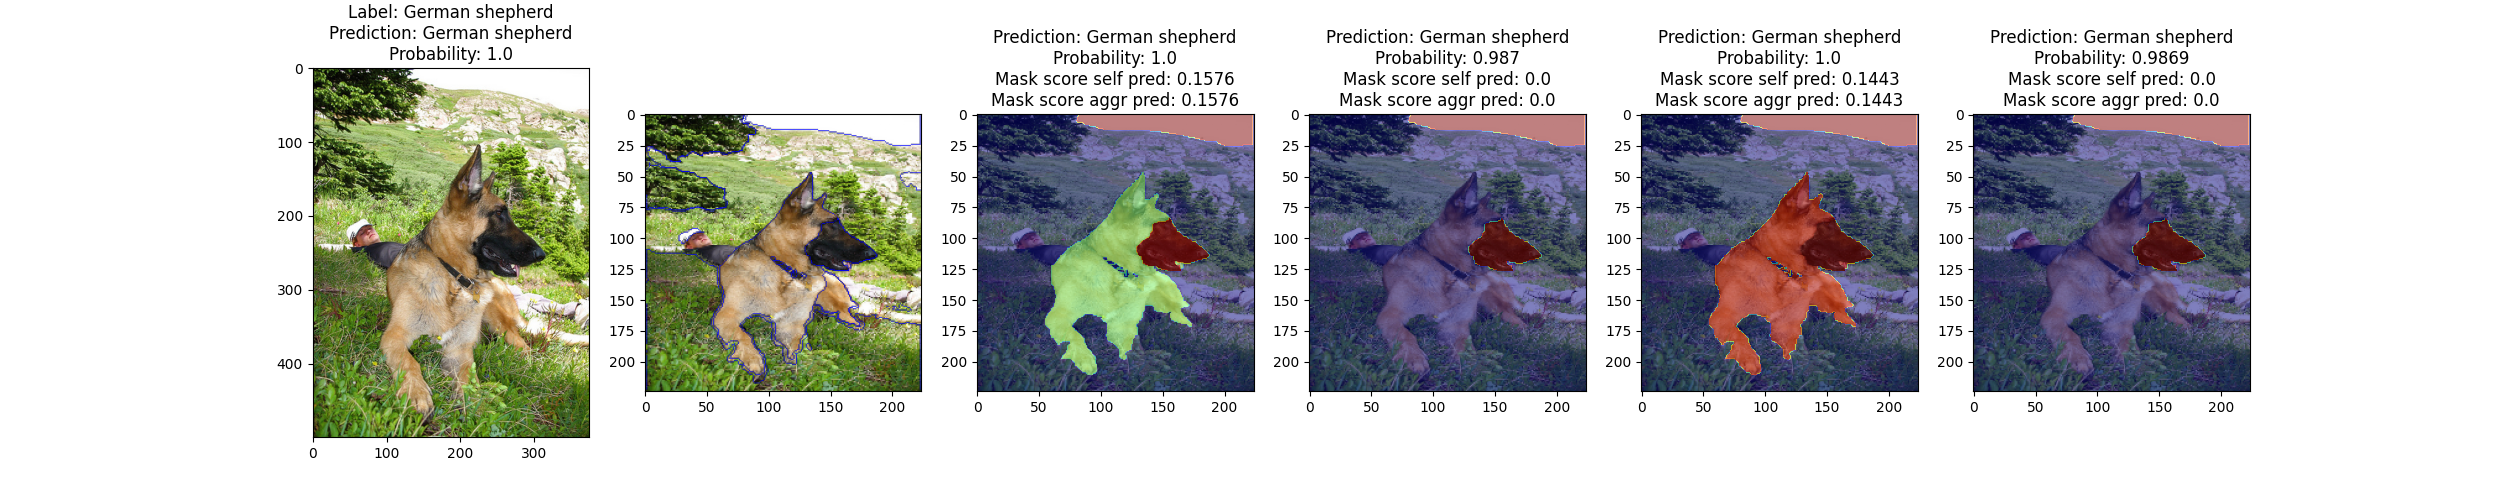 Label: German shepherd
Prediction: German shepherd
Probability: 1.0
0
100
200
300
400
0 100 200 300
0
25
50
75
100
125
150
175
200
0 50 100 150 200
Prediction: German shepherd
Probability: 1.0
Mask score self pred: 0.1576
Mask score aggr pred: 0.1576
0
25
50
75
100
125
150
175
200
0 50 100 150 200
Prediction: German shepherd
Probability: 0.987
Mask score self pred: 0.0
Mask score aggr pred: 0.0
0
25
50
75
100
125
150
175
200
0 50 100 150 200
Prediction: German shepherd
Probability: 1.0
Mask score self pred: 0.1443
Mask score aggr pred: 0.1443
0
25
50
75
100
125
150
175
200
0 50 100 150 200
Prediction: German shepherd
Probability: 0.9869
Mask score self pred: 0.0
Mask score aggr pred: 0.0
0
25
50
75
100
125
150
175
200
0 50 100 150 200